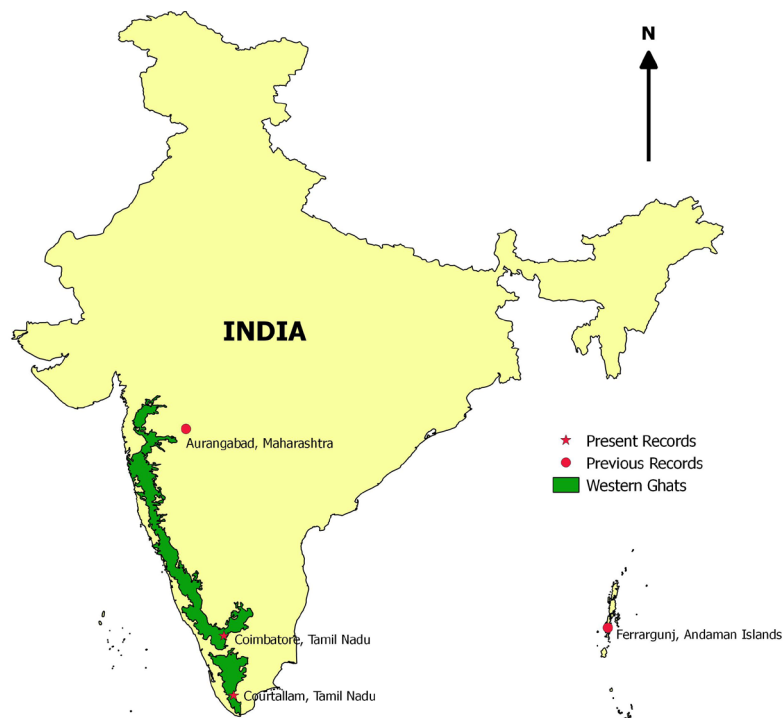 N
INDIA
Aurangabad, Maharashtra
Present Records
Previous Records
Western Ghats
Coimbatore, Tamil Nadu
Ferrargunj, Andaman Islands
Courtallam, Tamil Nadu